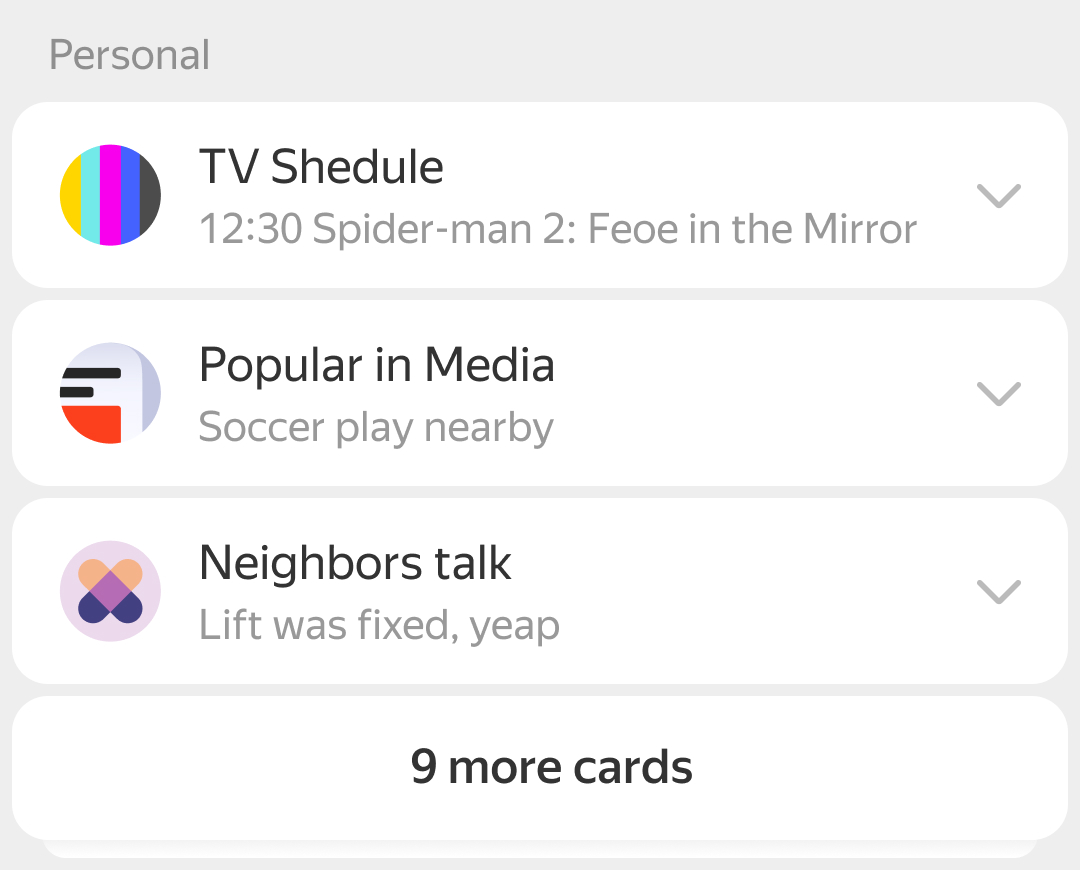 Personal
TV Shedule
12:30 Spider-man 2: Feoe in the Mirror
Popular in Media
Soccer play nearby
Neighbors talk
Lift was fixed, yeap
9 more cards